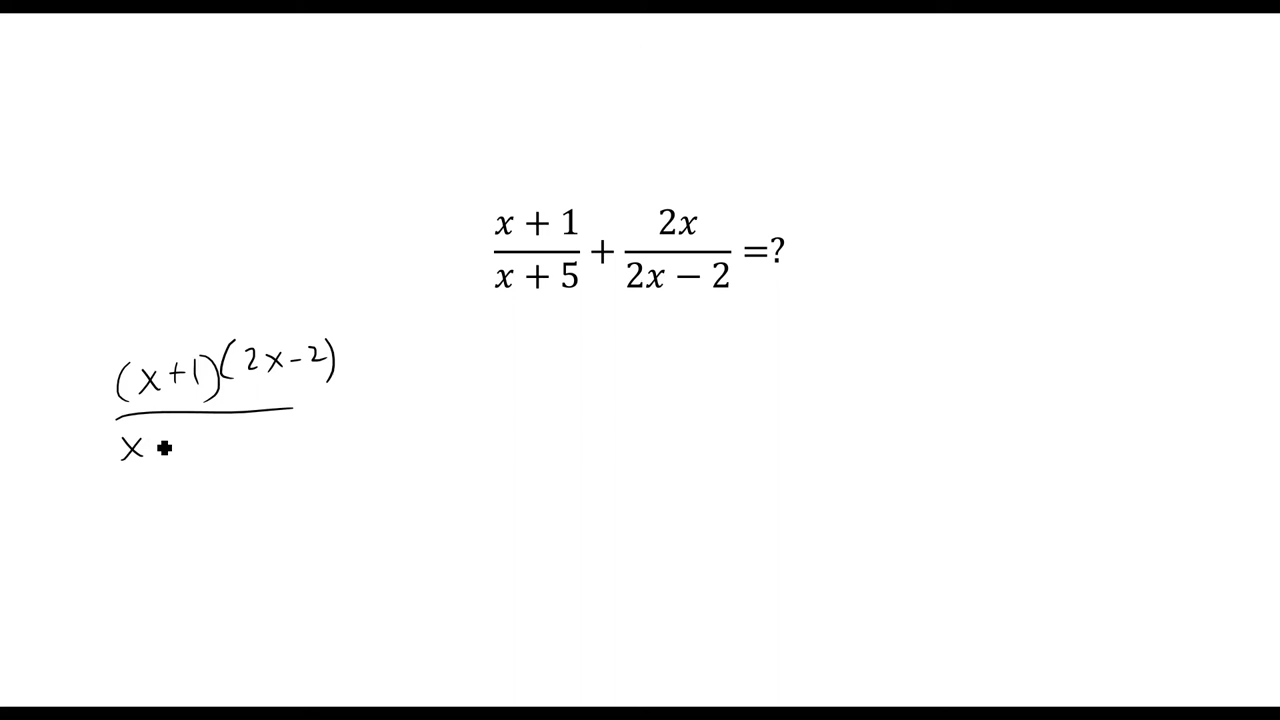 x + 1
x + 5
+
2x
2x − 2
=?
(x+1)(2x-2)
x